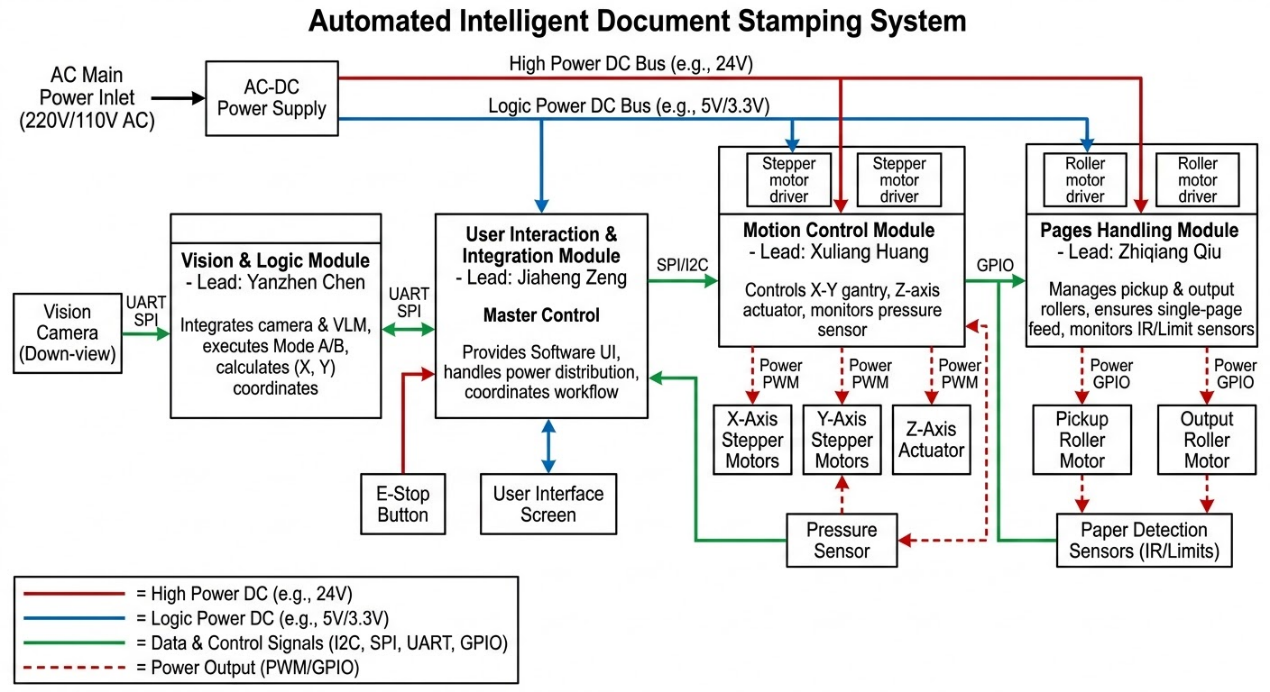 Automated Intelligent Document Stamping System
AC Main
Power Inlet
(220V/110V AC)
AC-DC
Power Supply
High Power DC Bus (e.g., 24V)
Logic Power DC Bus (e.g., 5V/3.3V)
Vision
Camera
(Down-view)
UART
SPI
Vision & Logic Module
- Lead: Yanzhen Chen
Integrates camera & VLM,
executes Mode A/B,
calculates (X, Y)
coordinates
UART
SPI
User Interaction &
Integration Module
- Lead: Jiaheng Zeng
Master Control
Provides Software UI,
handles power distribution,
coordinates workflow
E-Stop
Button
User Interface
Screen
SPI/I2C
Stepper
motor
driver
Stepper
motor
driver
Motion Control Module
- Lead: Xuliang Huang
Controls X-Y gantry, Z-axis
actuator, monitors pressure
sensor
Power
PWM
Power
PWM
Power
PWM
X-Axis
Stepper
Motors
Y-Axis
Stepper
Motors
Z-Axis
Actuator
Pressure
Sensor
GPIO
Roller
motor
driver
Roller
motor
driver
Pages Handling Module
- Lead: Zhiqiang Qiu
Manages pickup & output
rollers, ensures single-page
feed, monitors IR/Limit sensors
Power
GPIO
Power
GPIO
Pickup
Roller
Motor
Output
Roller
Motor
Paper Detection
Sensors (IR/Limits)
= High Power DC (e.g., 24V)
= Logic Power DC (e.g., 5V/3.3V)
= Data & Control Signals (I2C, SPI, UART, GPIO)
= Power Output (PWM/GPIO)